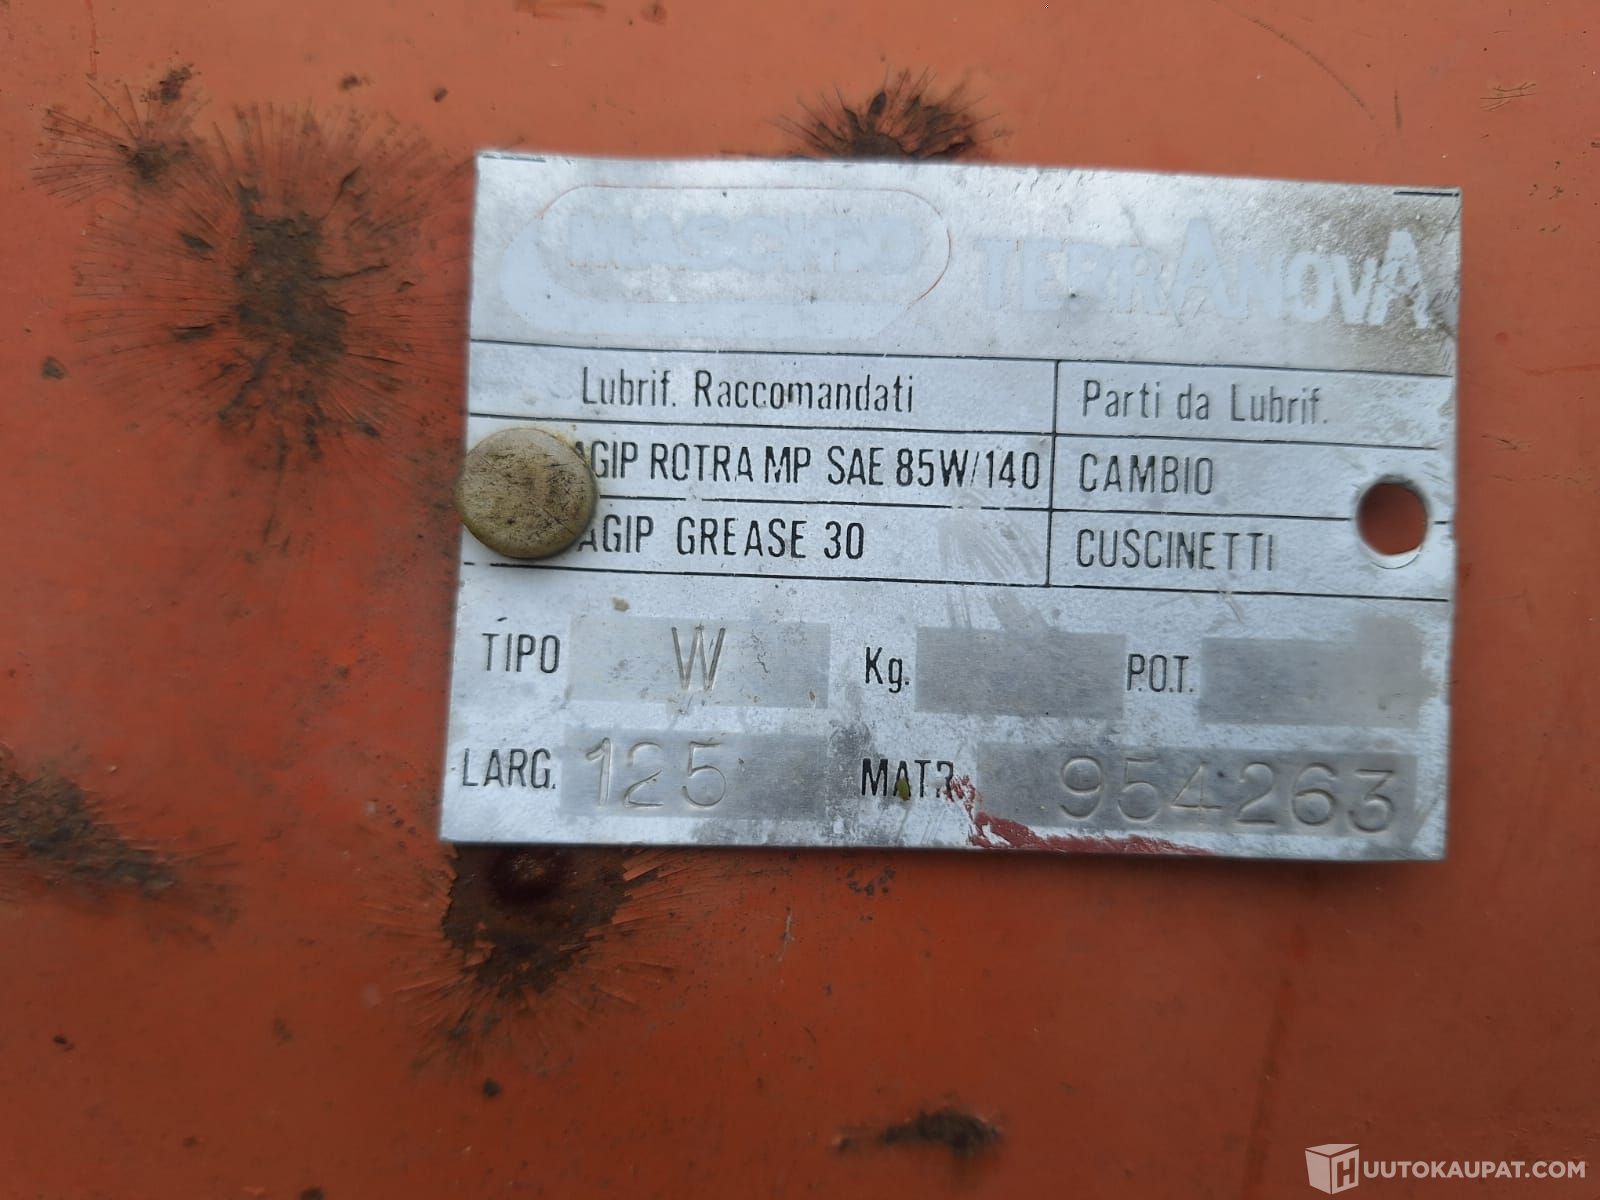 MASCHIO TERRANOVA
Lubrif. Raccomandati Parti da Lubrif.
AGIP ROTRA MP SAE 85W/140 CAMBIO
AGIP GREASE 30 CUSCINETTI
TIPO W Kg. P.O.T.
LARG. 125 MATR. 954263
HUUTOKAUPAT.COM